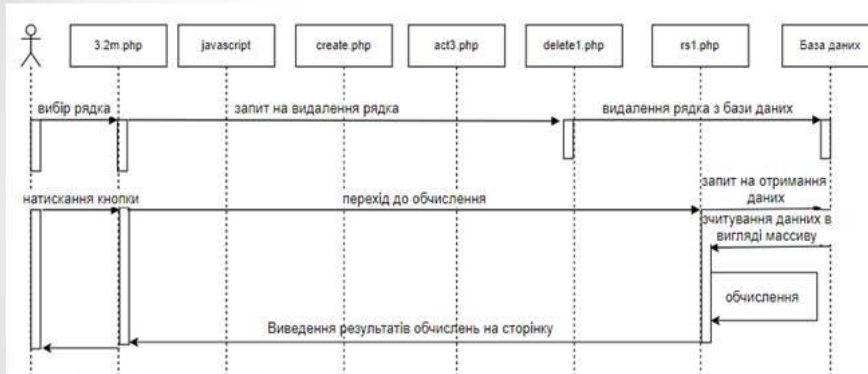 3.2m.php
javascript
create.php
act3.php
delete1.php
rs1.php
База даних
вибір рядка
запит на видалення рядка
видалення рядка з бази даних
натискання кнопки
перехід до обчислення
запит на отримання
даних
зчитування данних в
вигляді массиву
обчислення
Виведення результатів обчислень на сторінку